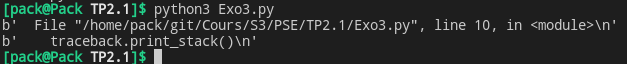 [pack@Pack TP2.1]$ python3 Exo3.py
b'  File "/home/pack/git/Cours/S3/PSE/TP2.1/Exo3.py", line 10, in <module>\n'
b'    traceback.print_stack()\n'
[pack@Pack TP2.1]$